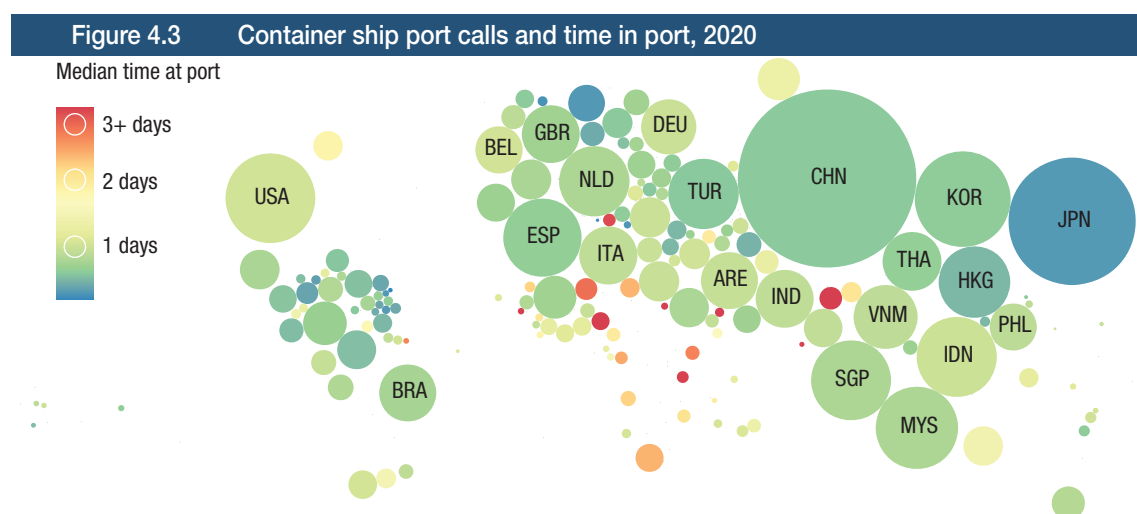 Figure 4.3 Container ship port calls and time in port, 2020
Median time at port
3+ days
2 days
1 days
USA
BRA
BEL
GBR
DEU
NLD
TUR
ESP
ITA
ARE
IND
CHN
KOR
JPN
THA
HKG
VNM
PHL
IDN
SGP
MYS